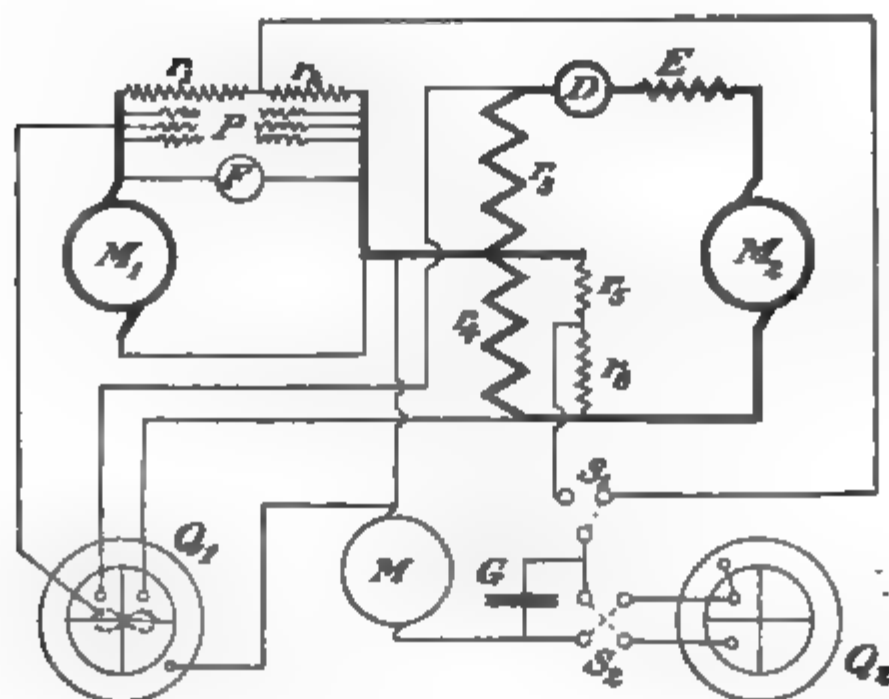 r₁ r₂
P
F
D E
M₁
r₃
r₄
r₅
r₆
M₂
S₁
Q₁
M
G
S₂
Q₂